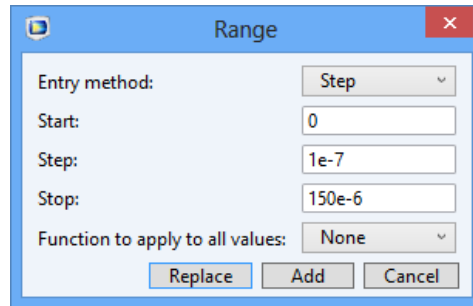 Range
Entry method: Step
Start: 0
Step: 1e-7
Stop: 150e-6
Function to apply to all values: None
Replace Add Cancel